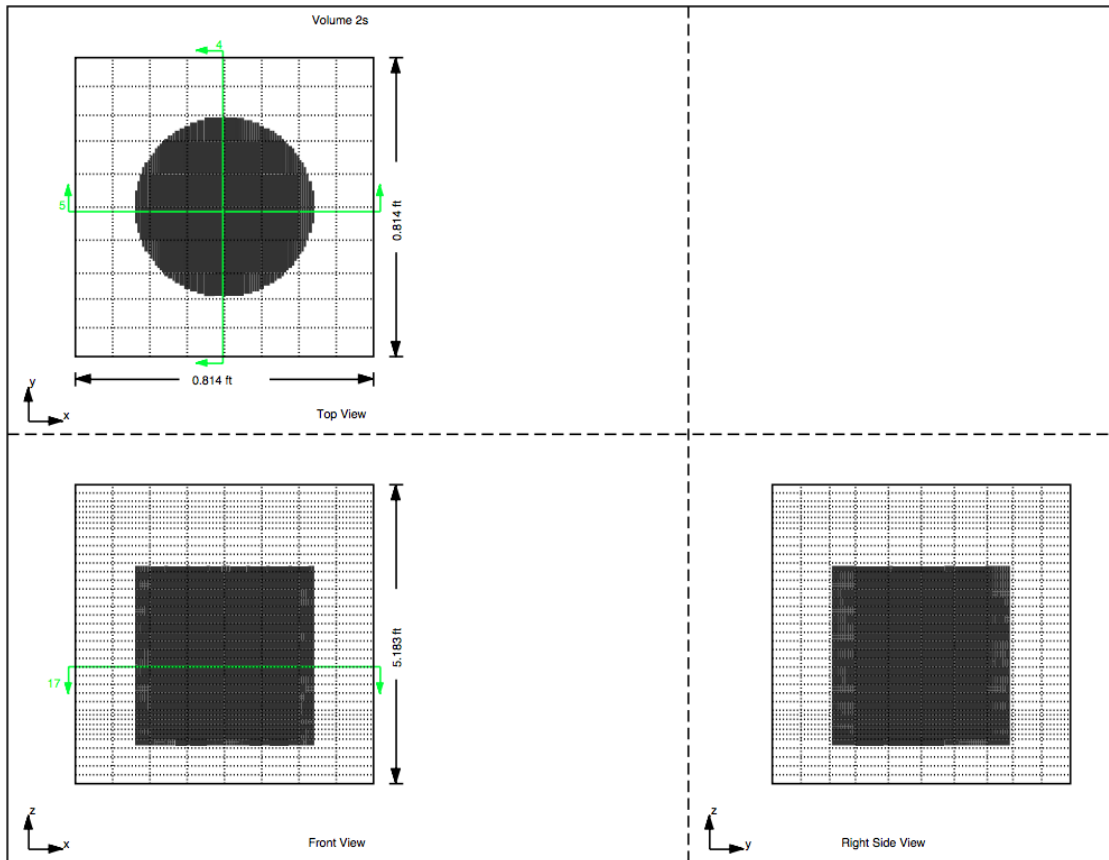 Volume 2s
4
5
0.814 ft
0.814 ft
y
x
Top View
17
5.183 ft
z
x
Front View
z
y
Right Side View